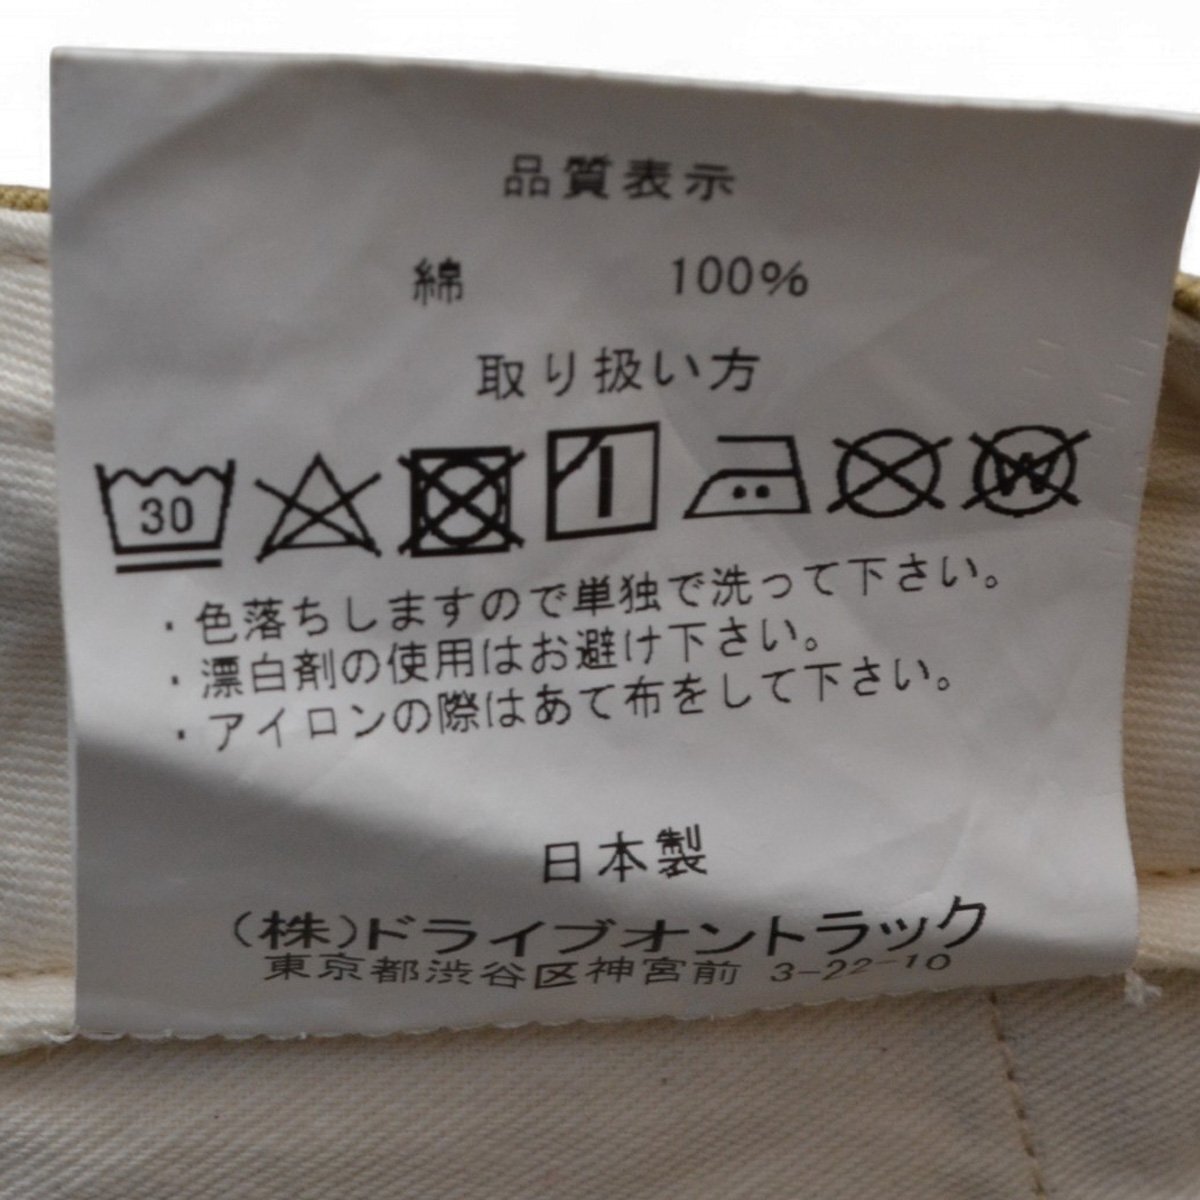 品質表示
綿 100%
取り扱い方
30 W
・色落ちしますので単独で洗って下さい。
・漂白剤の使用はお避け下さい。
・アイロンの際はあて布をして下さい。
日本製
(株)ドライブオントラック
東京都渋谷区神宮前 3-22-10